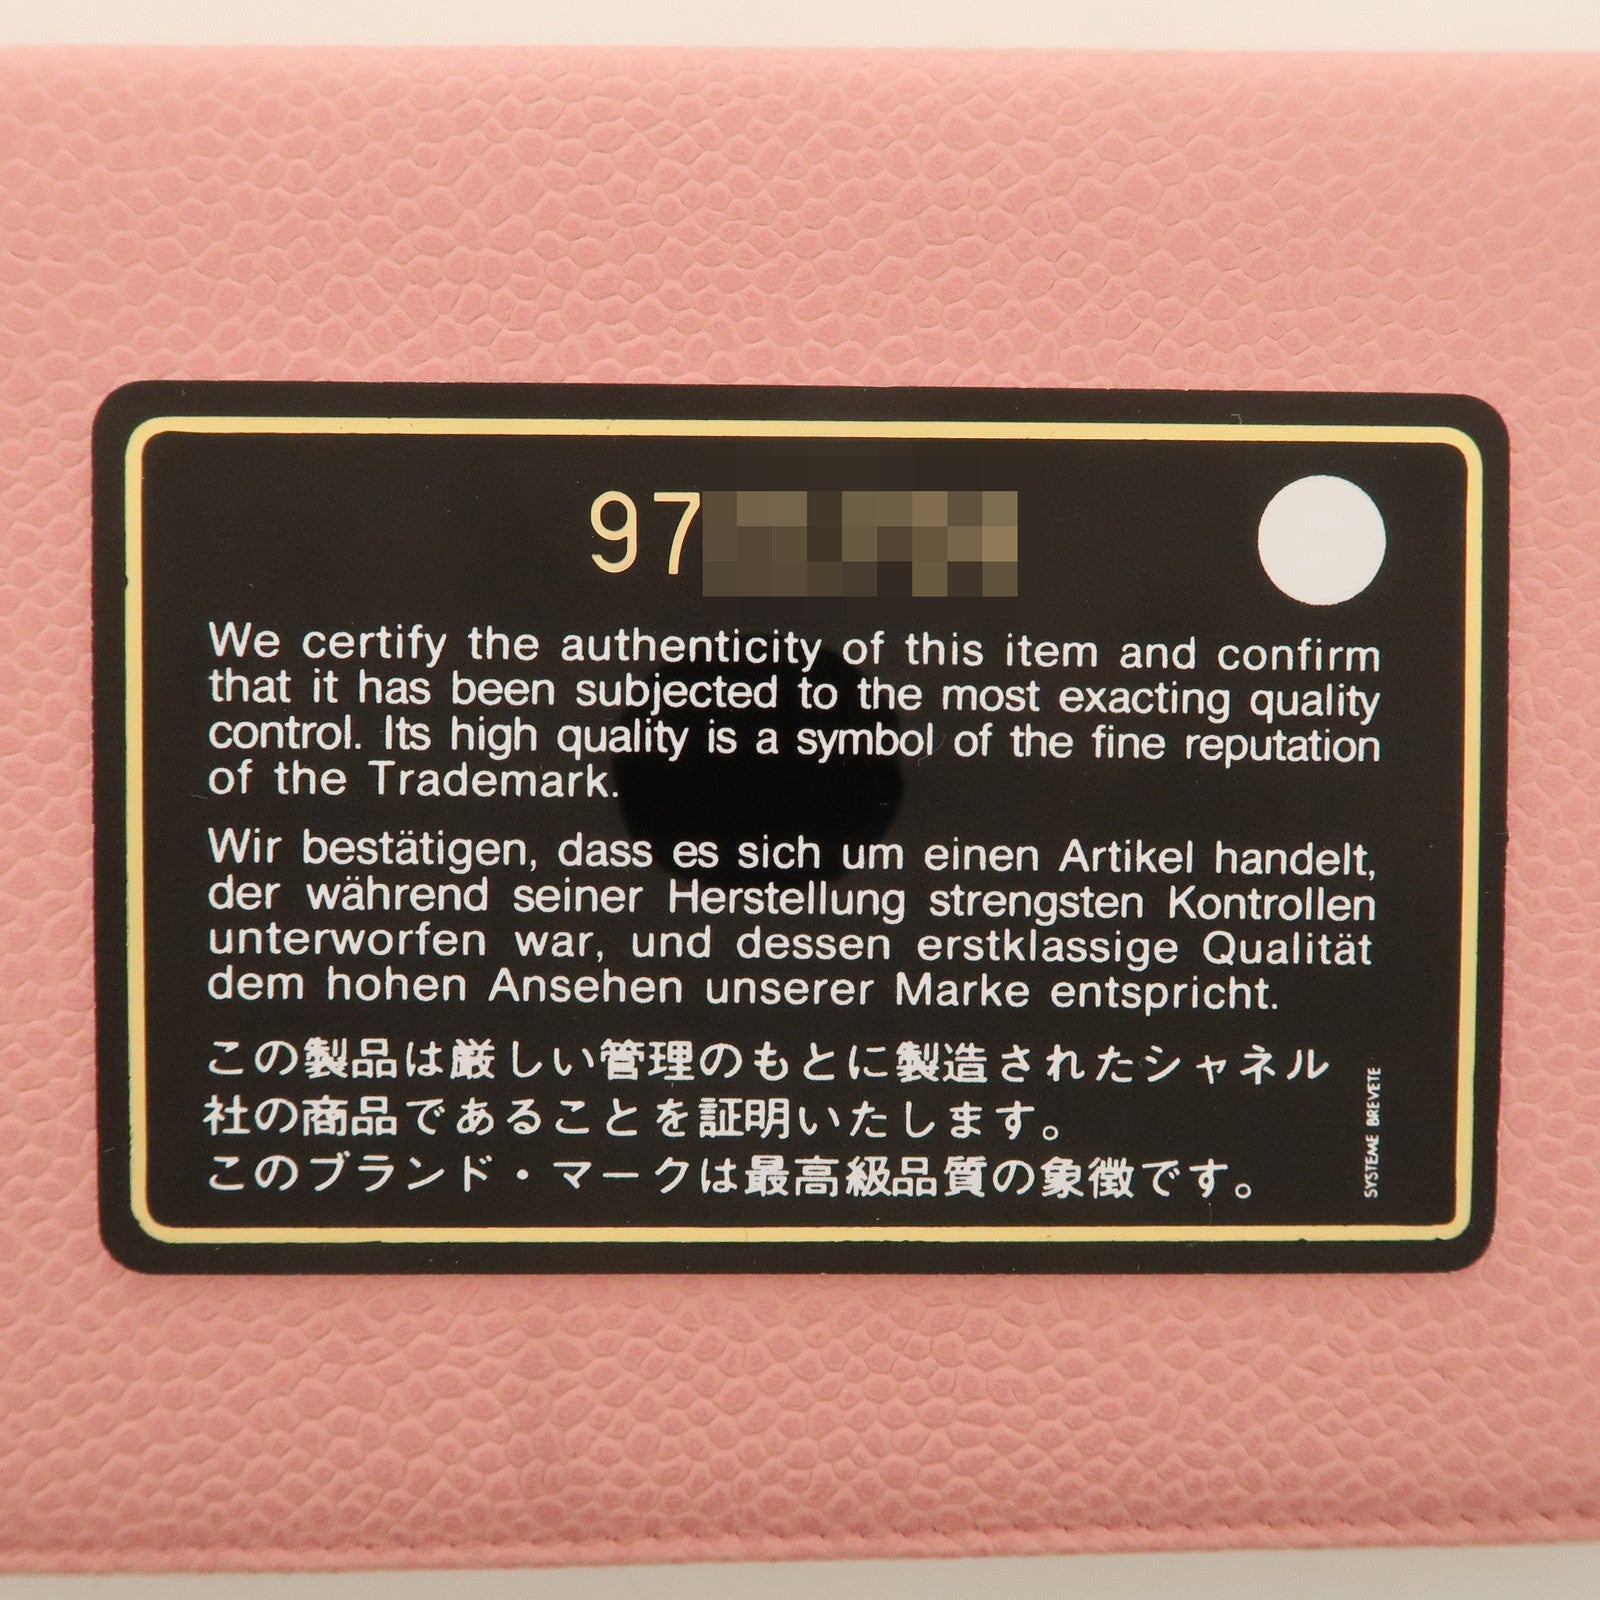 97
We certify the authenticity of this item and confirm
that it has been subjected to the most exacting quality
control. Its high quality is a symbol of the fine reputation
of the Trademark.
Wir bestätigen, dass es sich um einen Artikel handelt,
der während seiner Herstellung strengsten Kontrollen
unterworfen war, und dessen erstklassige Qualität
dem hohen Ansehen unserer Marke entspricht.
この製品は厳しい管理のもとに製造されたシャネル
社の商品であることを証明いたします。
このブランド・マークは最高級品質の象徴です。
SYSTEME BREVETE